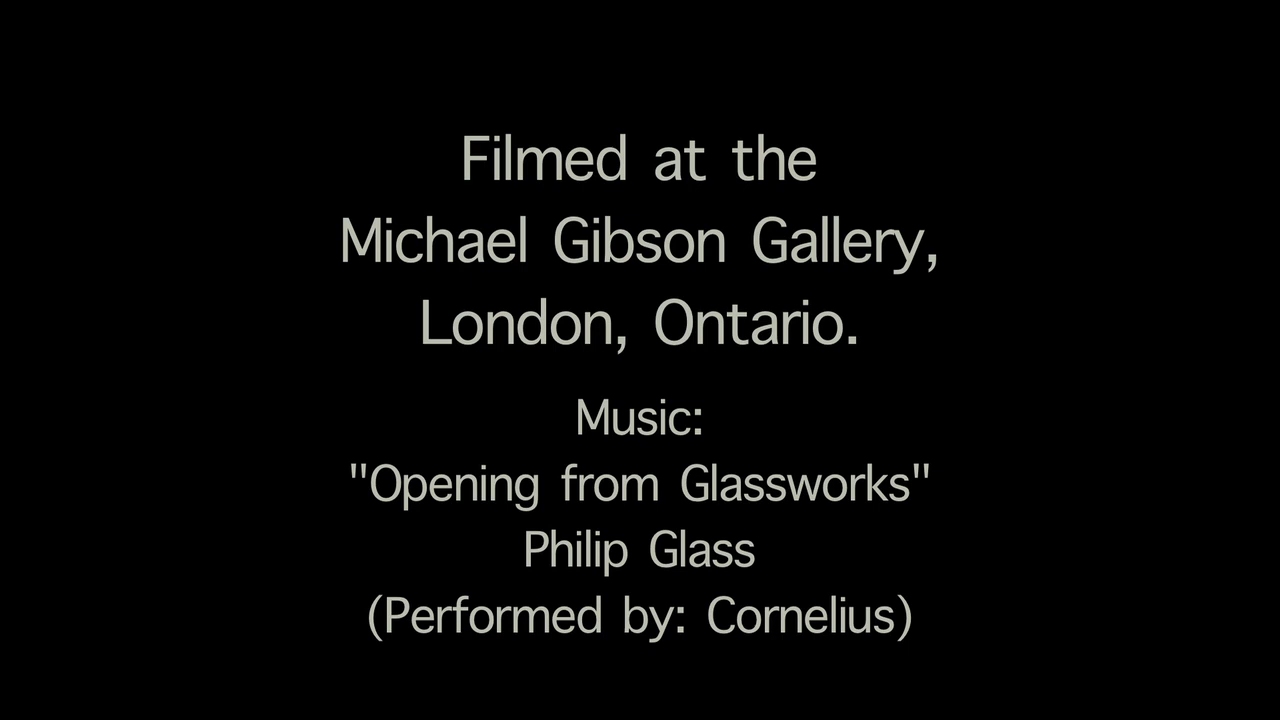 Filmed at the
Michael Gibson Gallery,
London, Ontario.
Music:
"Opening from Glassworks"
Philip Glass
(Performed by: Cornelius)